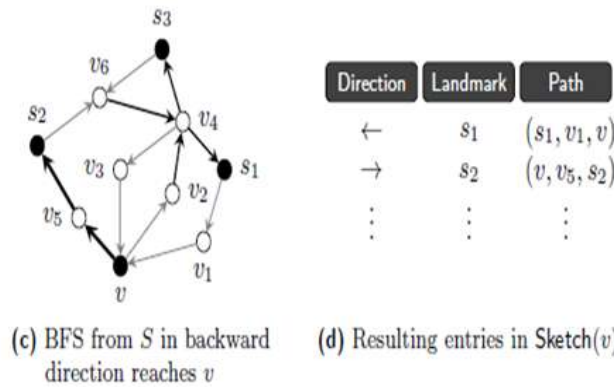 s₃
v₆
s₂
v₄
v₃
s₁
v₂
v₅
v₁
v
(c) BFS from S in backward
direction reaches v
Direction Landmark Path
← s₁ (s₁, v₁, v)
→ s₂ (v, v₅, s₂)
⋮ ⋮ ⋮
(d) Resulting entries in Sketch(v)